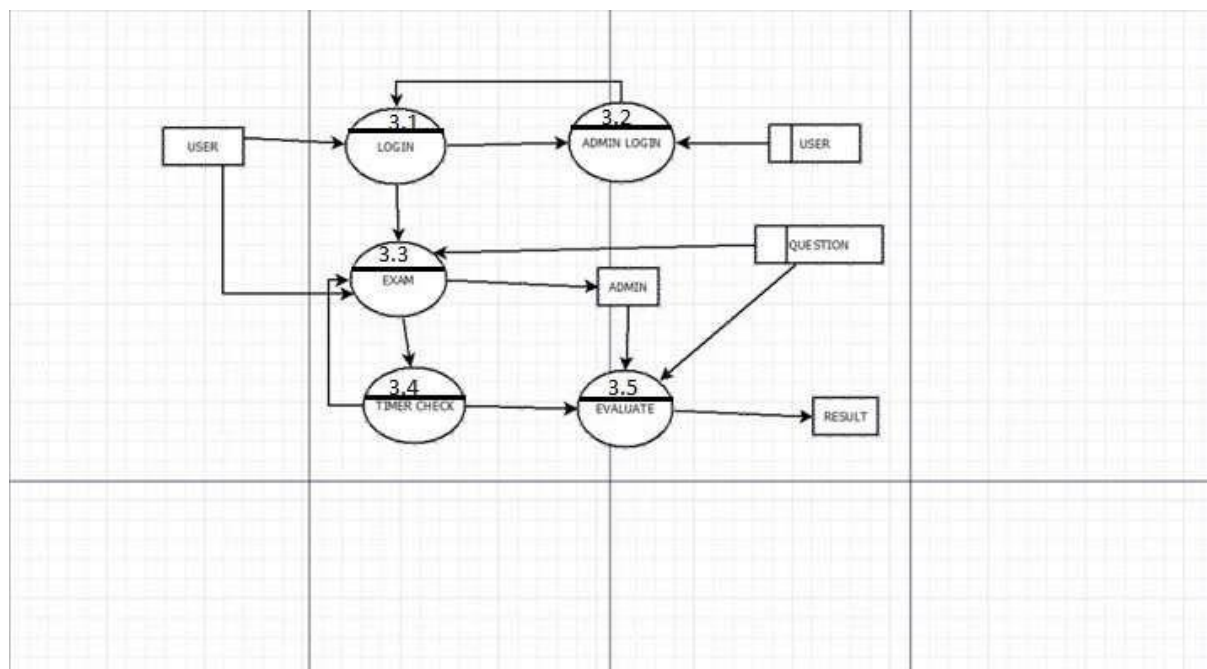 3.1
3.2
USER
LOGIN
ADMIN LOGIN
USER
3.3
QUESTION
EXAM
ADMIN
3.4
3.5
TIMER CHECK
EVALUATE
RESULT